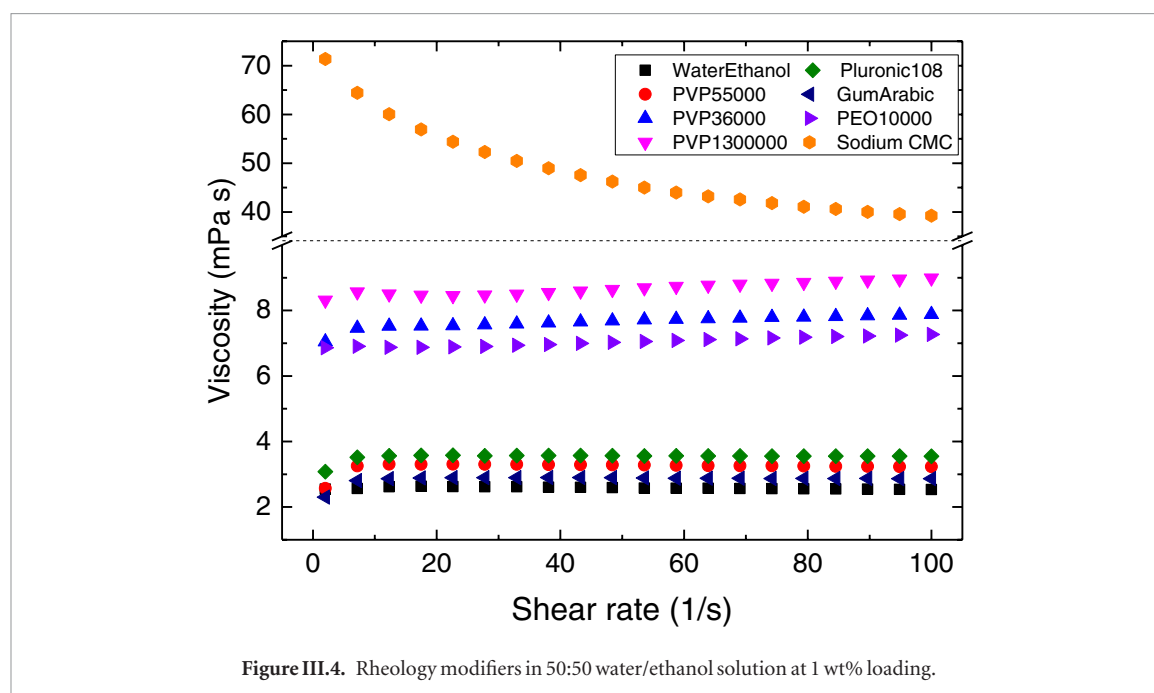 70
60
50
40
8
6
4
2
Viscosity (mPa s)
WaterEthanol
PVP55000
PVP36000
PVP1300000
Pluronic108
GumArabic
PEO10000
Sodium CMC
0 20 40 60 80 100
Shear rate (1/s)
Figure III.4. Rheology modifiers in 50:50 water/ethanol solution at 1 wt% loading.